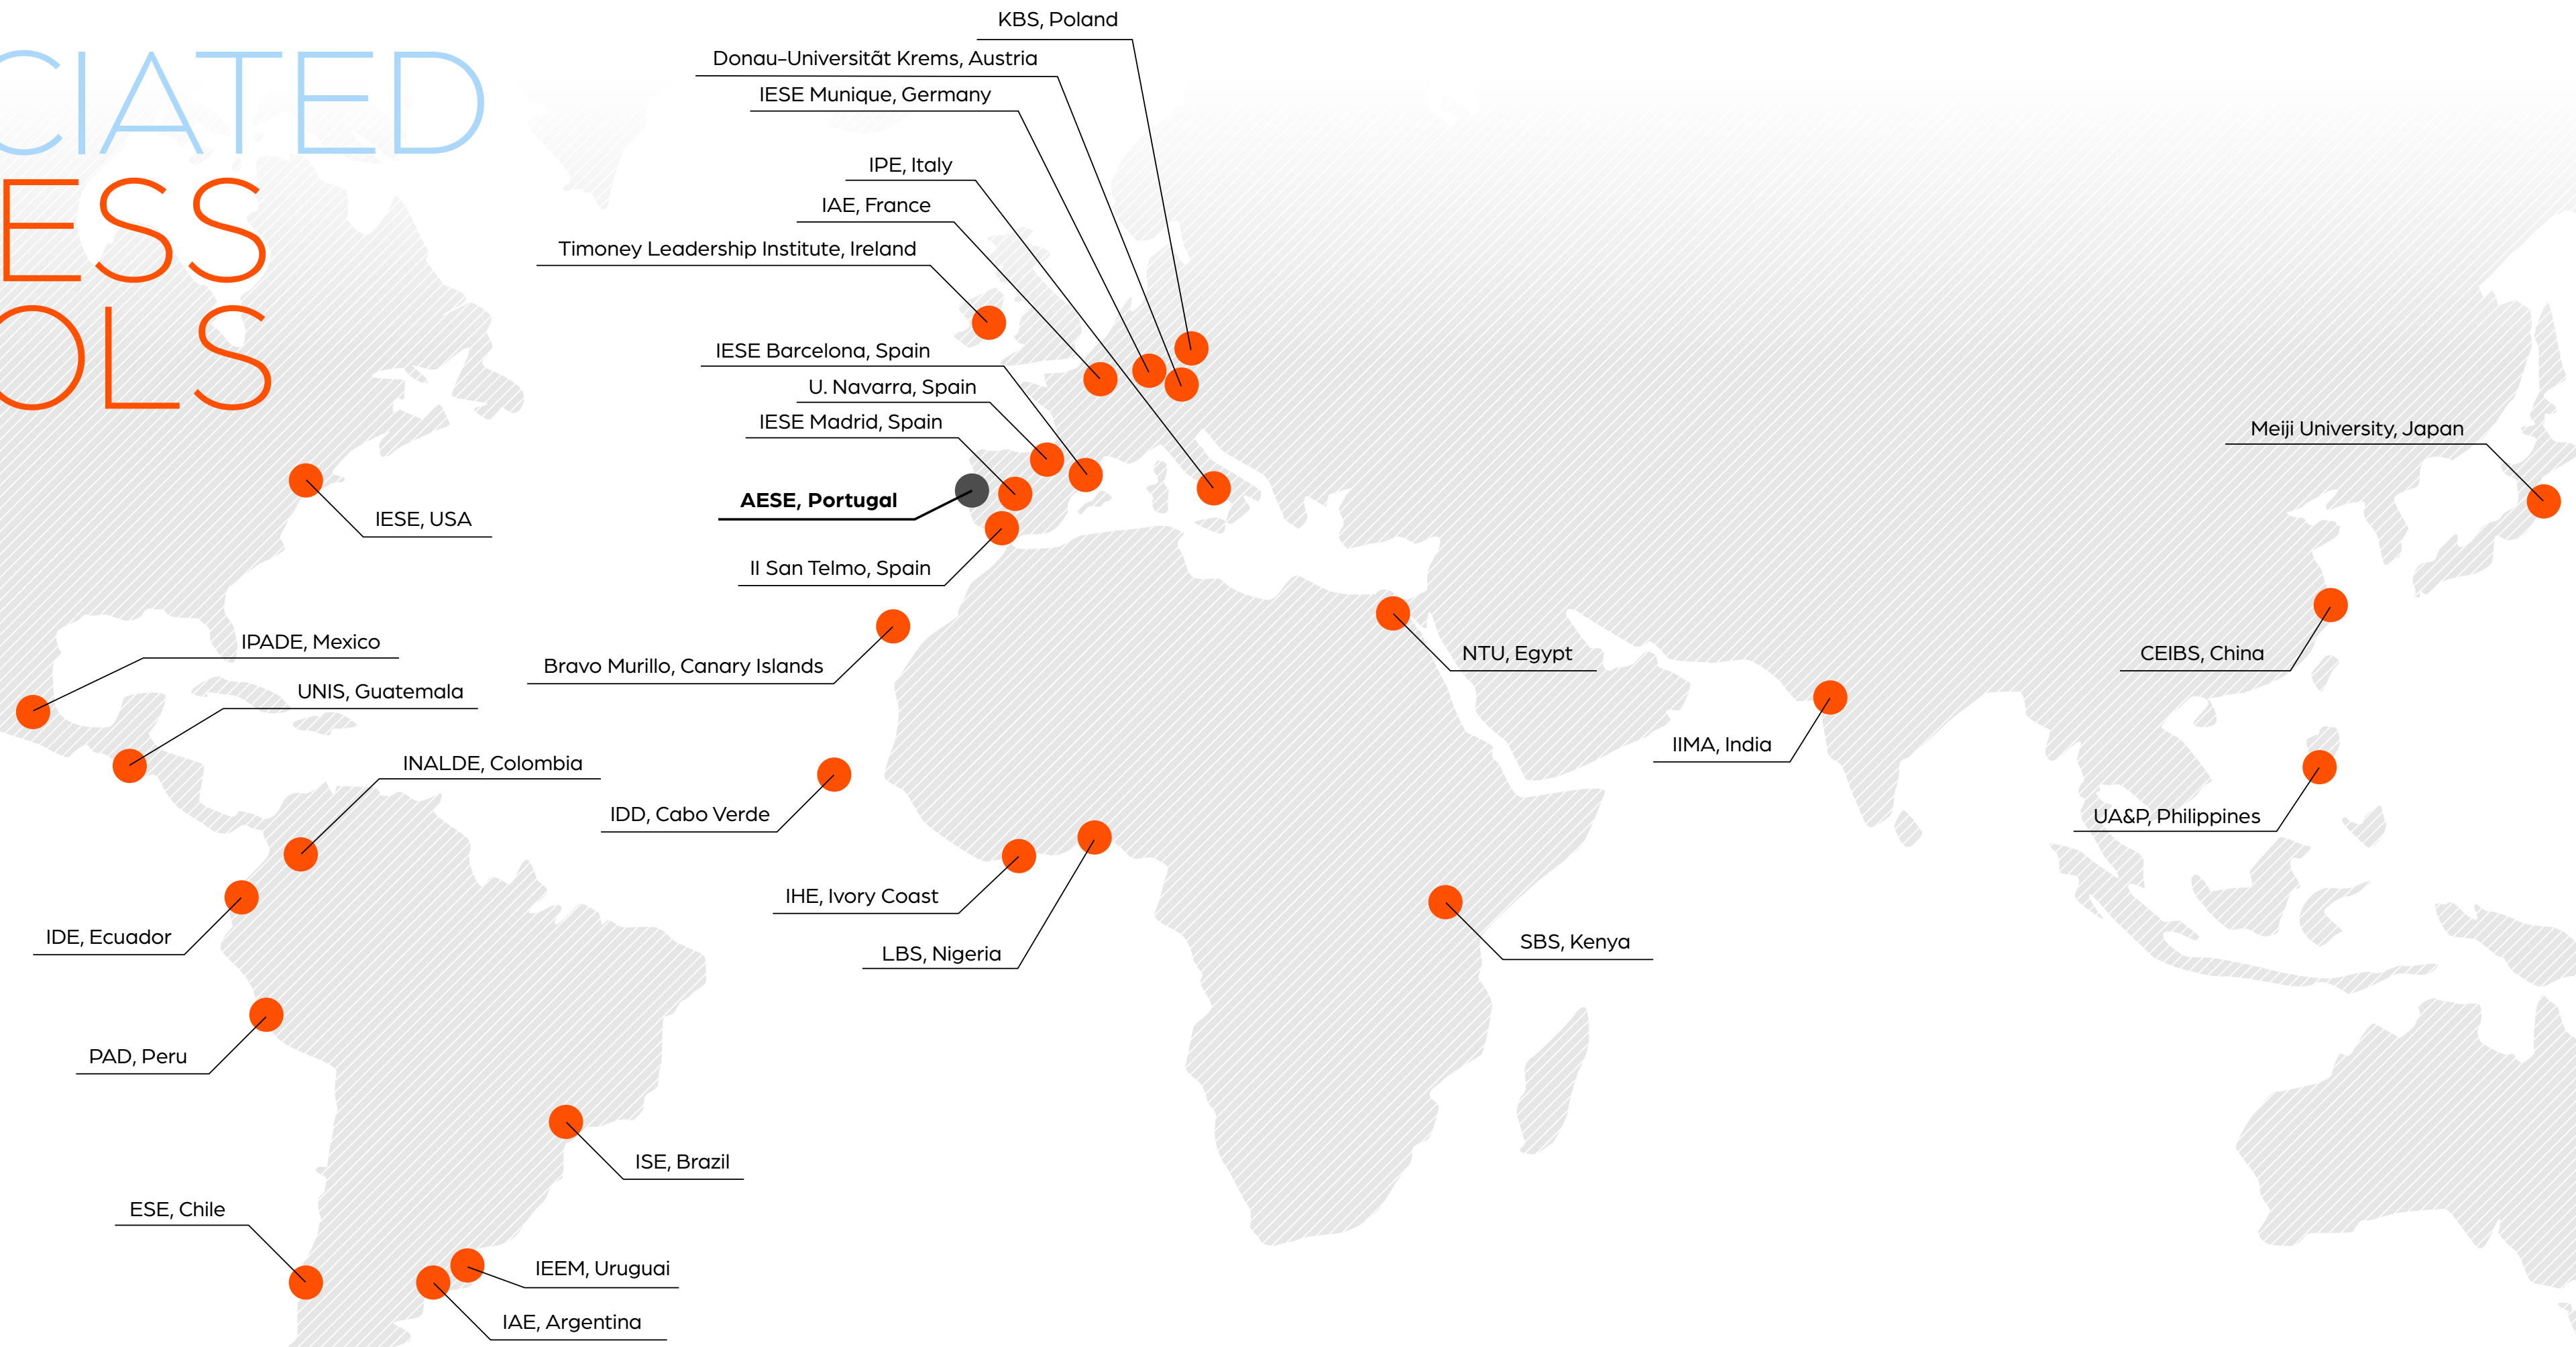 CIATED
ESS
OLS
KBS, Poland
Donau-Universitãt Krems, Austria
IESE Munique, Germany
IPE, Italy
IAE, France
Timoney Leadership Institute, Ireland
IESE Barcelona, Spain
U. Navarra, Spain
IESE Madrid, Spain
AESE, Portugal
II San Telmo, Spain
Meiji University, Japan
IESE, USA
IPADE, Mexico
UNIS, Guatemala
Bravo Murillo, Canary Islands
NTU, Egypt
CEIBS, China
IIMA, India
INALDE, Colombia
IDD, Cabo Verde
UA&P, Philippines
IHE, Ivory Coast
IDE, Ecuador
LBS, Nigeria
SBS, Kenya
PAD, Peru
ISE, Brazil
ESE, Chile
IEEM, Uruguai
IAE, Argentina